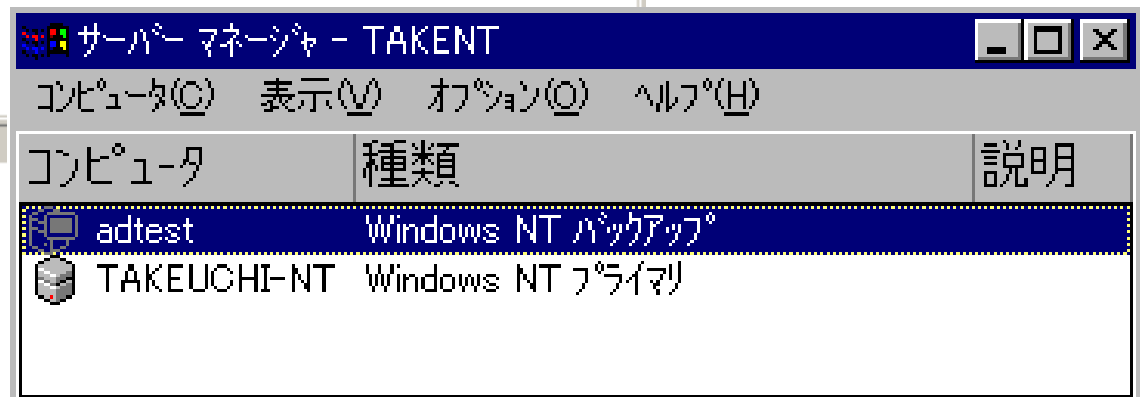 サーバー マネージャ - TAKENT
ｺﾝﾋﾟｭｰﾀ(C) 表示(V) ｵﾌﾟｼｮﾝ(O) ﾍﾙﾌﾟ(H)
コンピュータ 種類 説明
adtest Windows NT ﾊﾞｯｸｱｯﾌﾟ
TAKEUCHI-NT Windows NT ﾌﾟﾗｲﾏﾘ